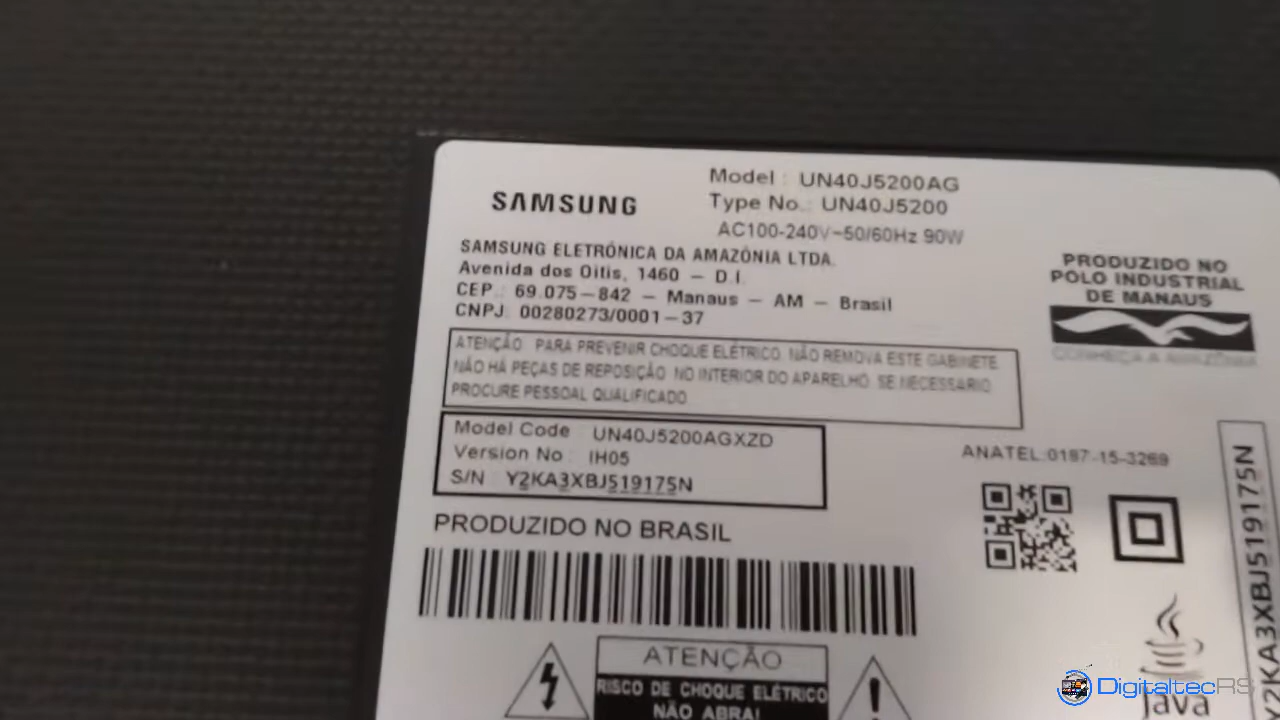 SAMSUNG
Model : UN40J5200AG
Type No.: UN40J5200
AC100-240V~50/60Hz 90W
SAMSUNG ELETRÔNICA DA AMAZÔNIA LTDA.
Avenida dos Oitis, 1460 – D.I.
CEP.: 69.075-842 – Manaus – AM – Brasil
CNPJ: 00280273/0001-37
PRODUZIDO NO
POLO INDUSTRIAL
DE MANAUS
CONHEÇA A AMAZÔNIA
ATENÇÃO: PARA PREVENIR CHOQUE ELÉTRICO, NÃO REMOVA ESTE GABINETE.
NÃO HÁ PEÇAS DE REPOSIÇÃO NO INTERIOR DO APARELHO. SE NECESSÁRIO
PROCURE PESSOAL QUALIFICADO.
Model Code : UN40J5200AGXZD
Version No : IH05
S/N : Y2KA3XBJ519175N
ANATEL:0187-15-3269
PRODUZIDO NO BRASIL
ATENÇÃO
RISCO DE CHOQUE ELÉTRICO
NÃO ABRA!
Java
Y2KA3XBJ519175N
DigitaltecRS